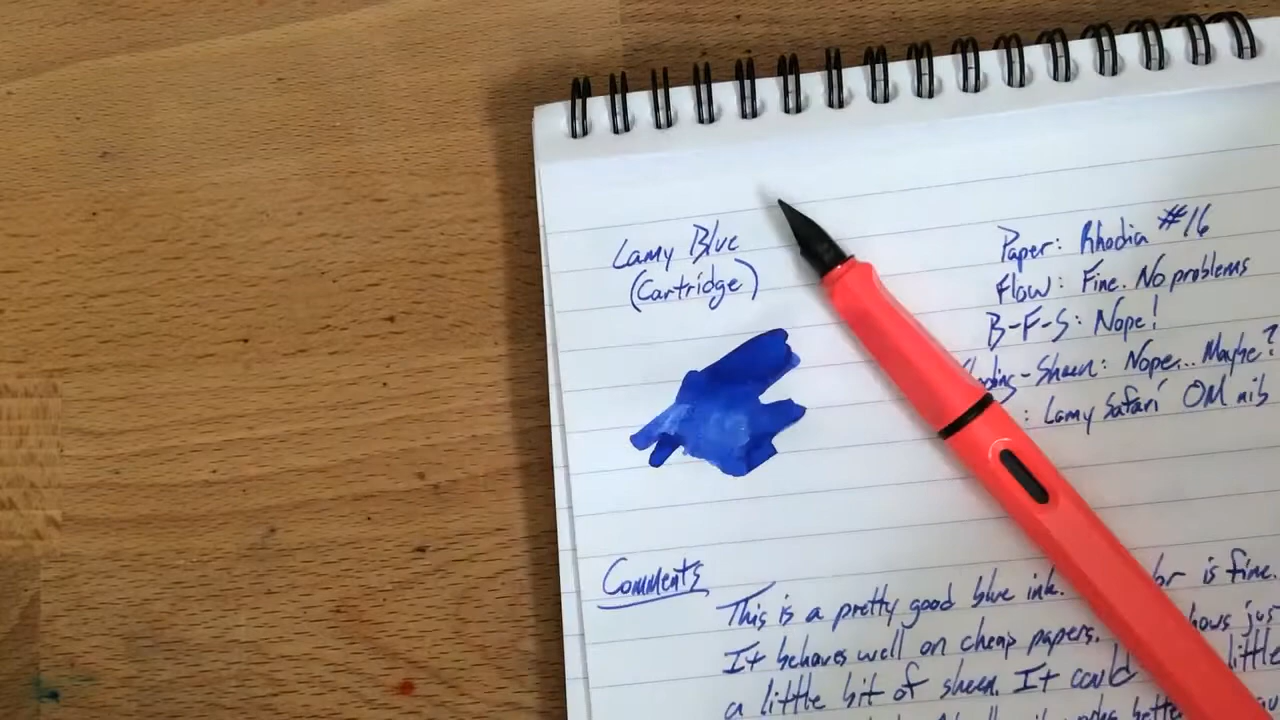 Lamy Blue
(Cartridge)
Paper: Rhodia #16
Flow: Fine. No problems
B-F-S: Nope!
Sheen: Nope... Maybe?
: Lamy Safari OM nib
Comments
This is a pretty good blue ink. is fine.
It behaves well on cheap papers.
a little bit of sheen. It could little